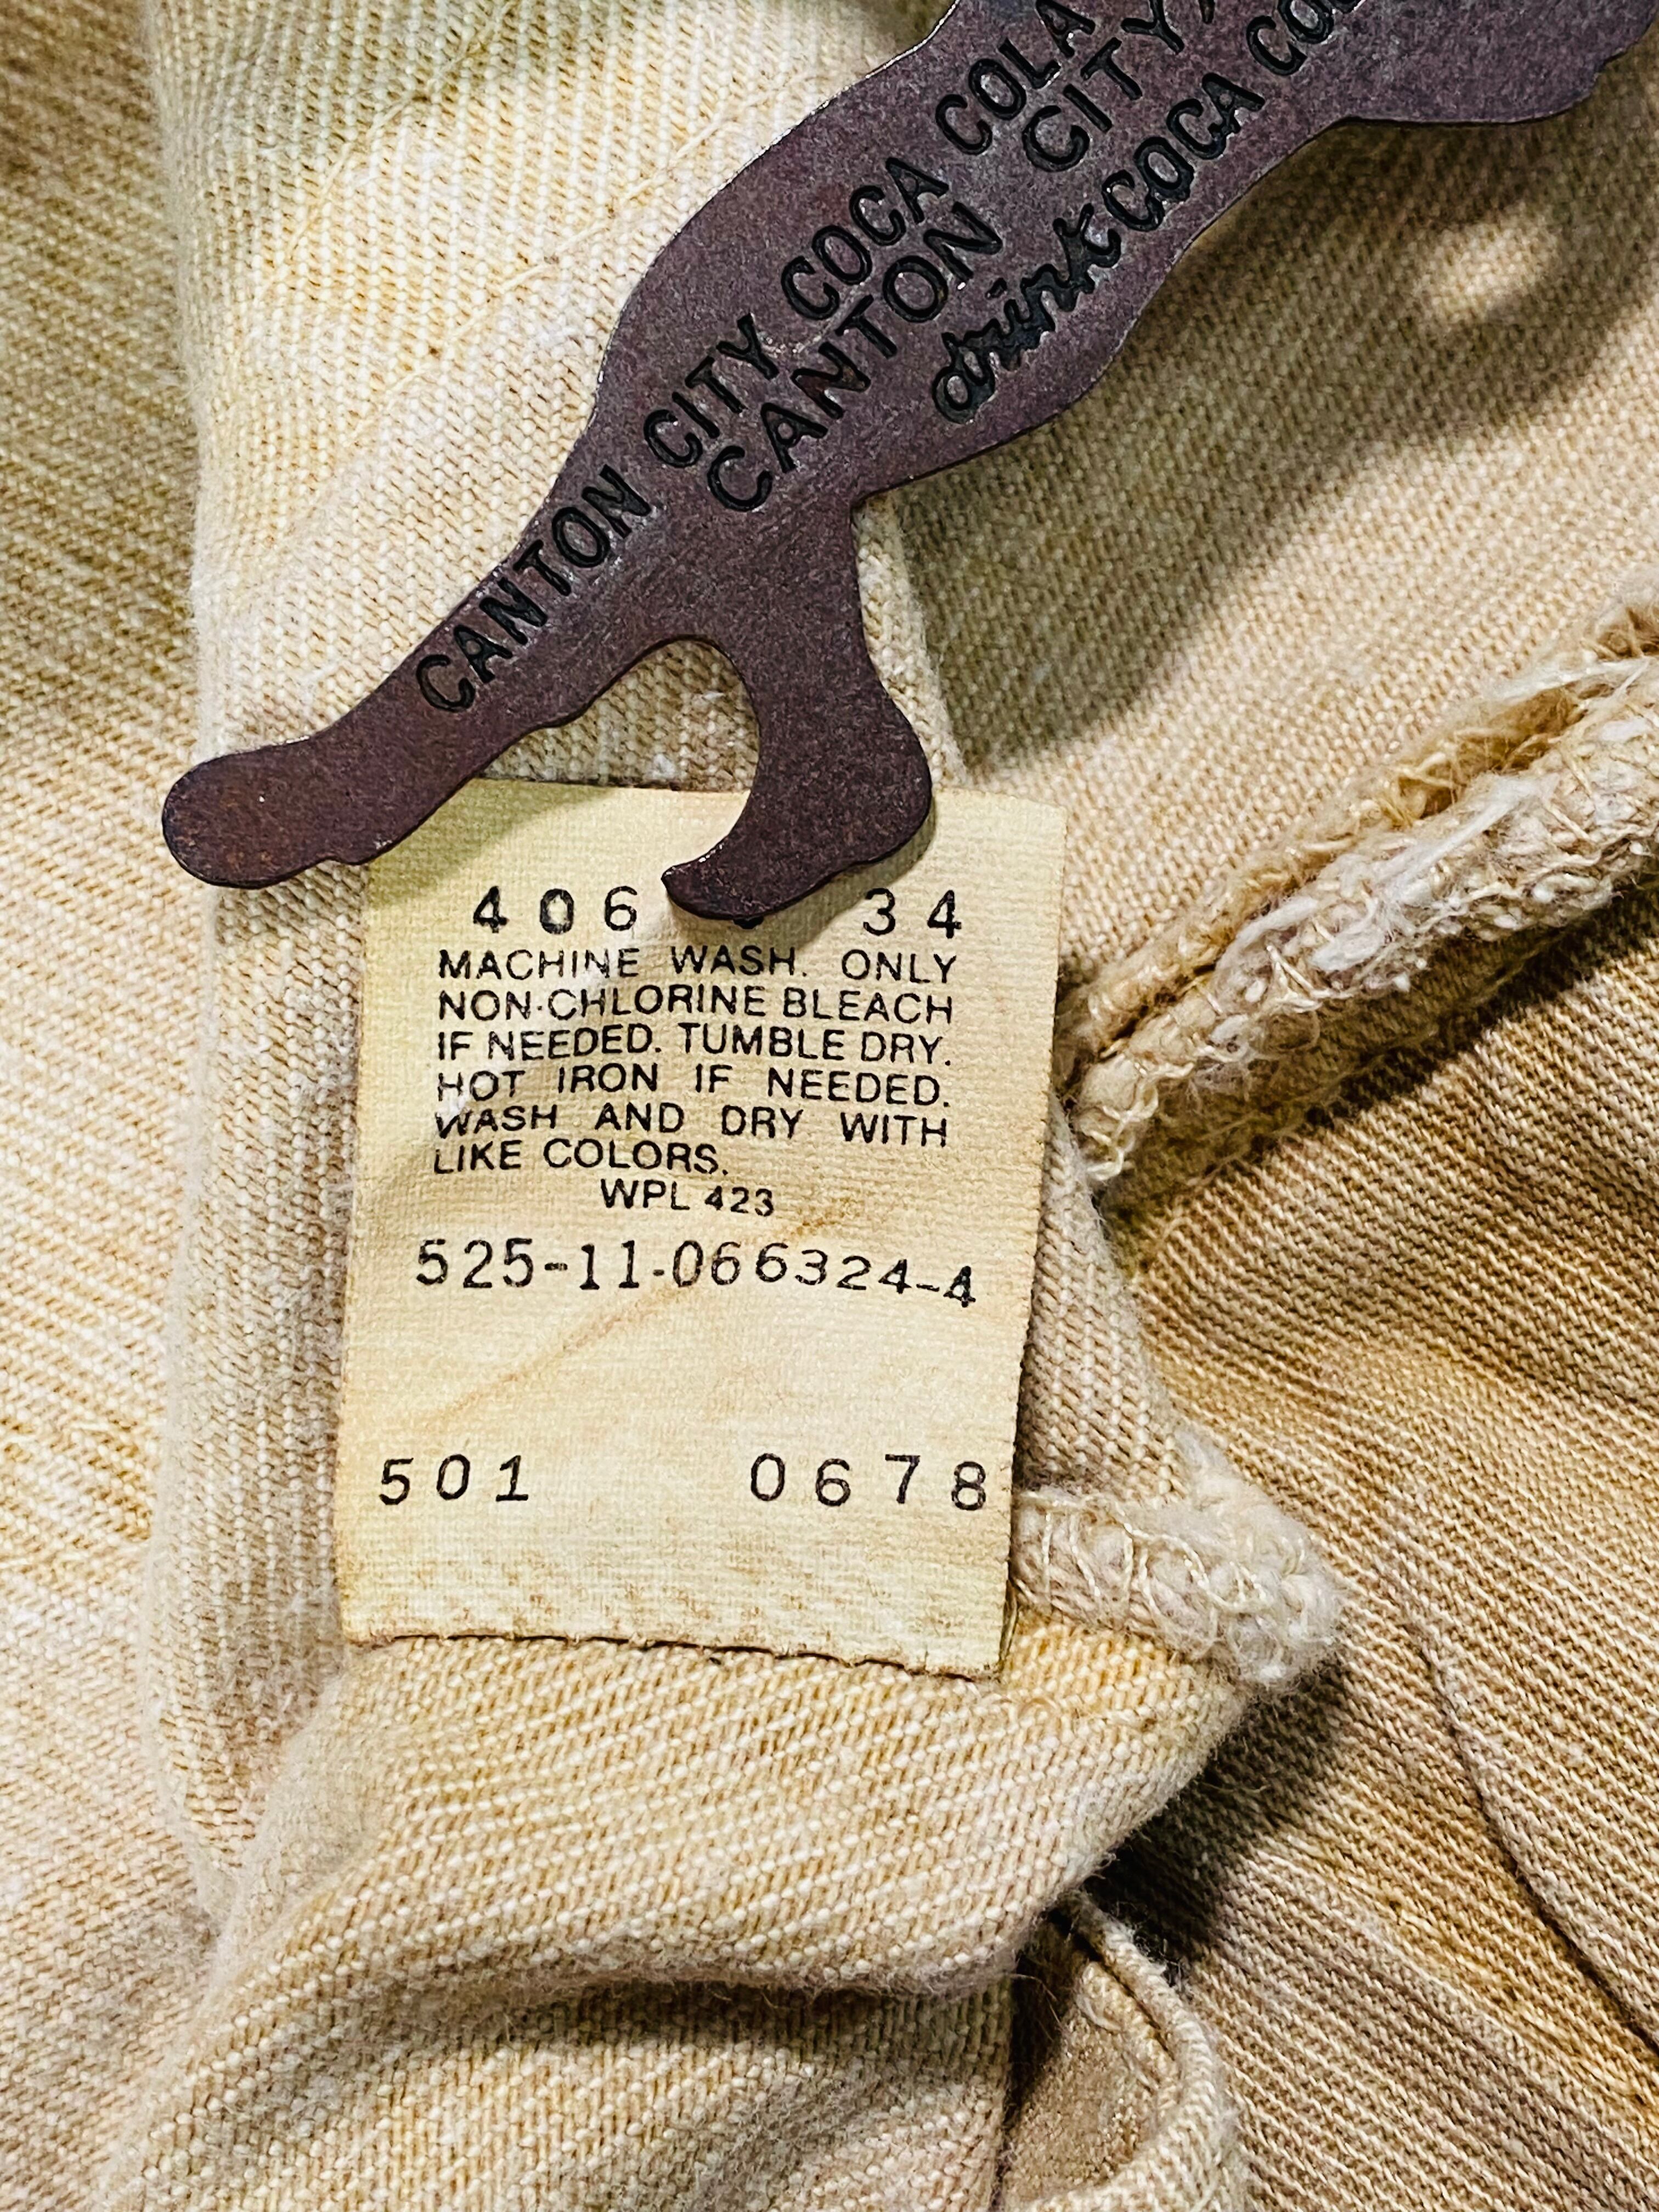 CANTON CITY COCA COLA
CANTON CITY,
drink COCA
406 34
MACHINE WASH. ONLY
NON-CHLORINE BLEACH
IF NEEDED. TUMBLE DRY.
HOT IRON IF NEEDED.
WASH AND DRY WITH
LIKE COLORS.
WPL 423
525-11-066324-4
501 0678